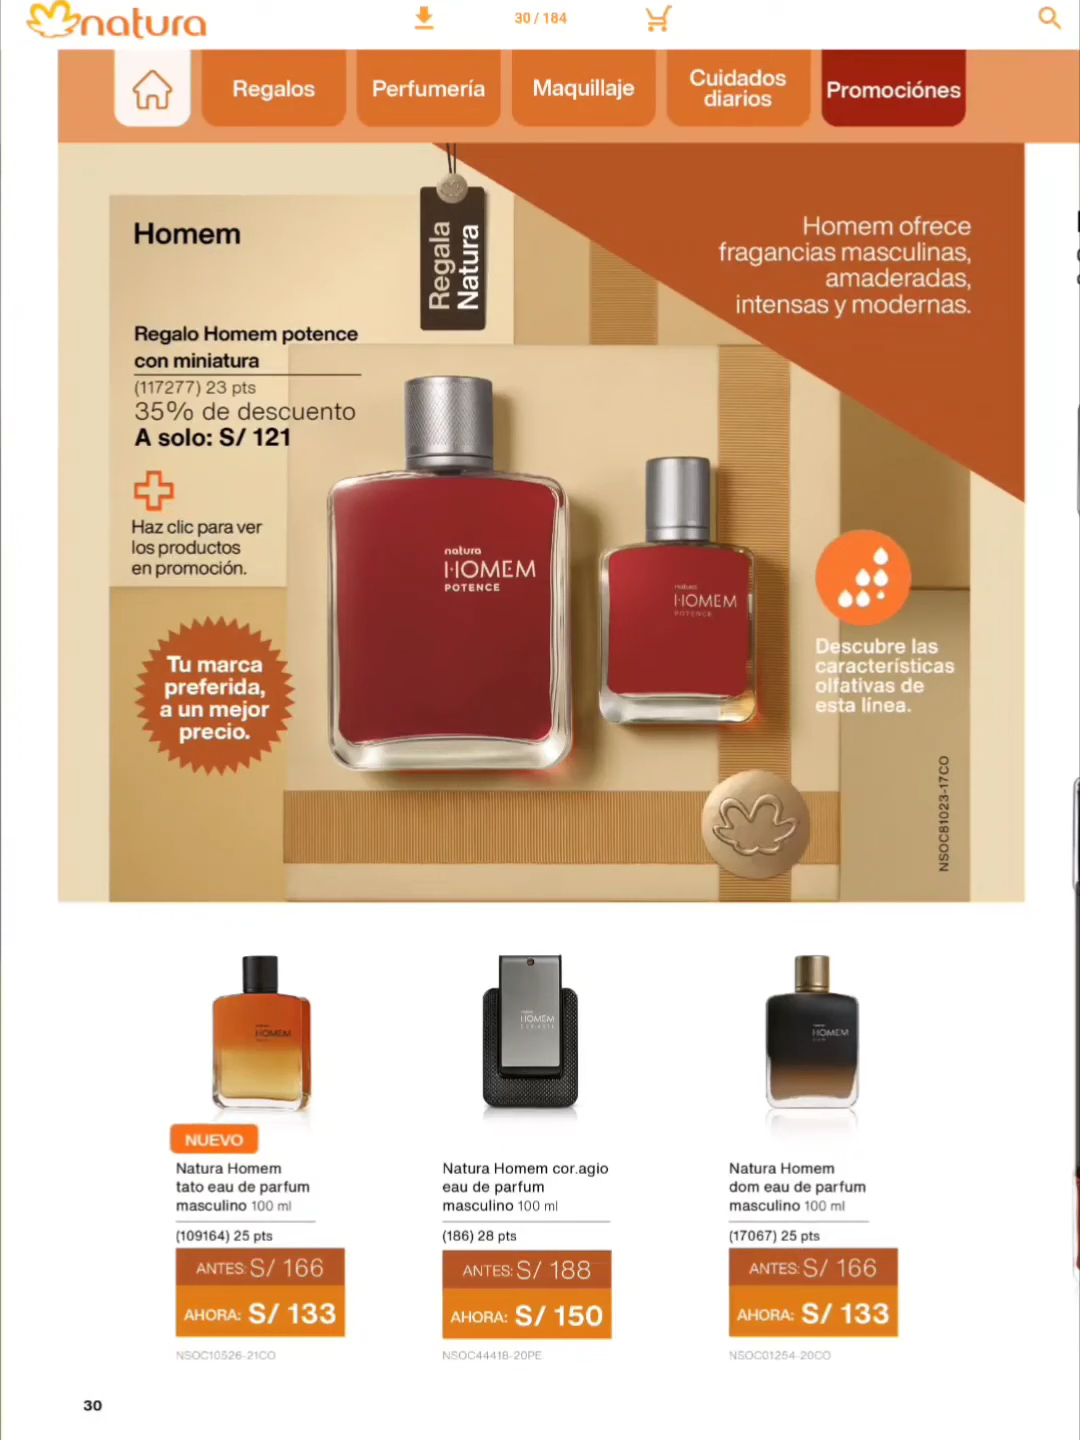 natura
30 / 184
Regalos
Perfumería
Maquillaje
Cuidados
diarios
Promociónes
Homem
Regala
Natura
Homem ofrece
fragancias masculinas,
amaderadas,
intensas y modernas.
Regalo Homem potence
con miniatura
(117277) 23 pts
35% de descuento
A solo: S/ 121
Haz clic para ver
los productos
en promoción.
natura
HOMEM
POTENCE
natura
HOMEM
POTENCE
Tu marca
preferida,
a un mejor
precio.
Descubre las
características
olfativas de
esta línea.
NSOC81023-17CO
HOMEM
HOMEM
HOMEM
NUEVO
Natura Homem
tato eau de parfum
masculino 100 ml
(109164) 25 pts
ANTES: S/ 166
AHORA: S/ 133
NSOC10526-21CO
Natura Homem cor.agio
eau de parfum
masculino 100 ml
(186) 28 pts
ANTES: S/ 188
AHORA: S/ 150
NSOC44418-20PE
Natura Homem
dom eau de parfum
masculino 100 ml
(17067) 25 pts
ANTES: S/ 166
AHORA: S/ 133
NSOC01254-20CO
30